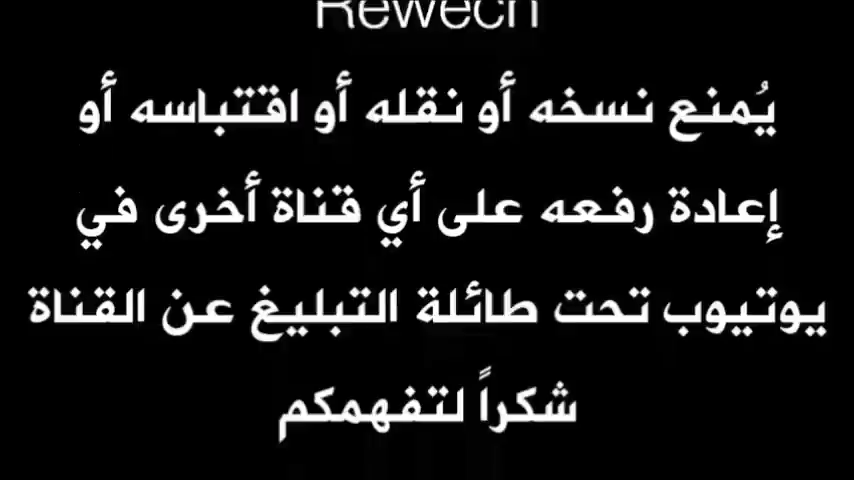 Rewech
يُمنع نسخه أو نقله أو اقتباسه أو
إعادة رفعه على أي قناة أخرى في
يوتيوب تحت طائلة التبليغ عن القناة
شكراً لتفهمكم